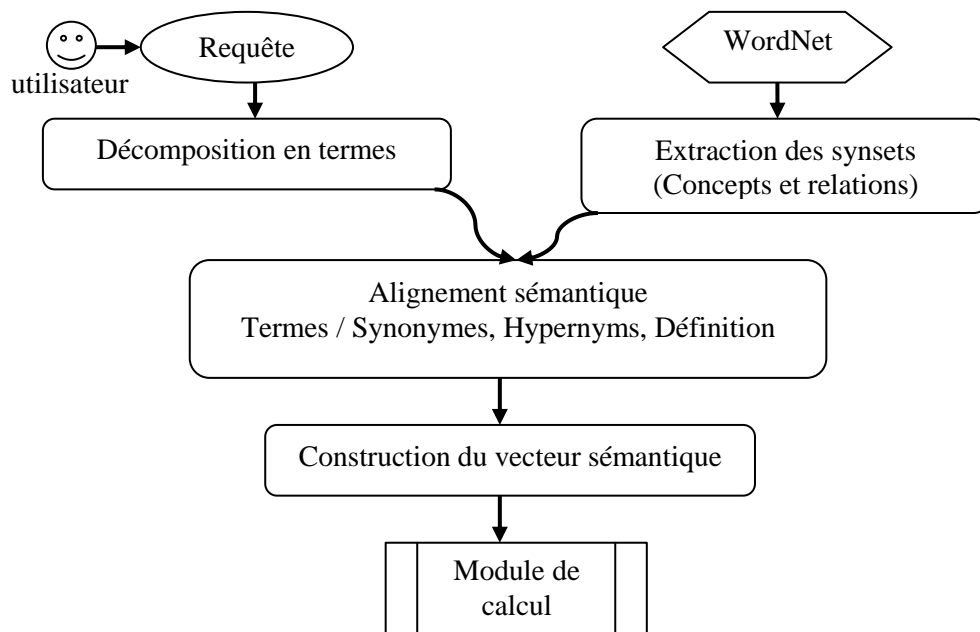 Requête
WordNet
utilisateur
Décomposition en termes
Extraction des synsets
(Concepts et relations)
Alignement sémantique
Termes / Synonymes, Hypernyms, Définition
Construction du vecteur sémantique
Module de
calcul